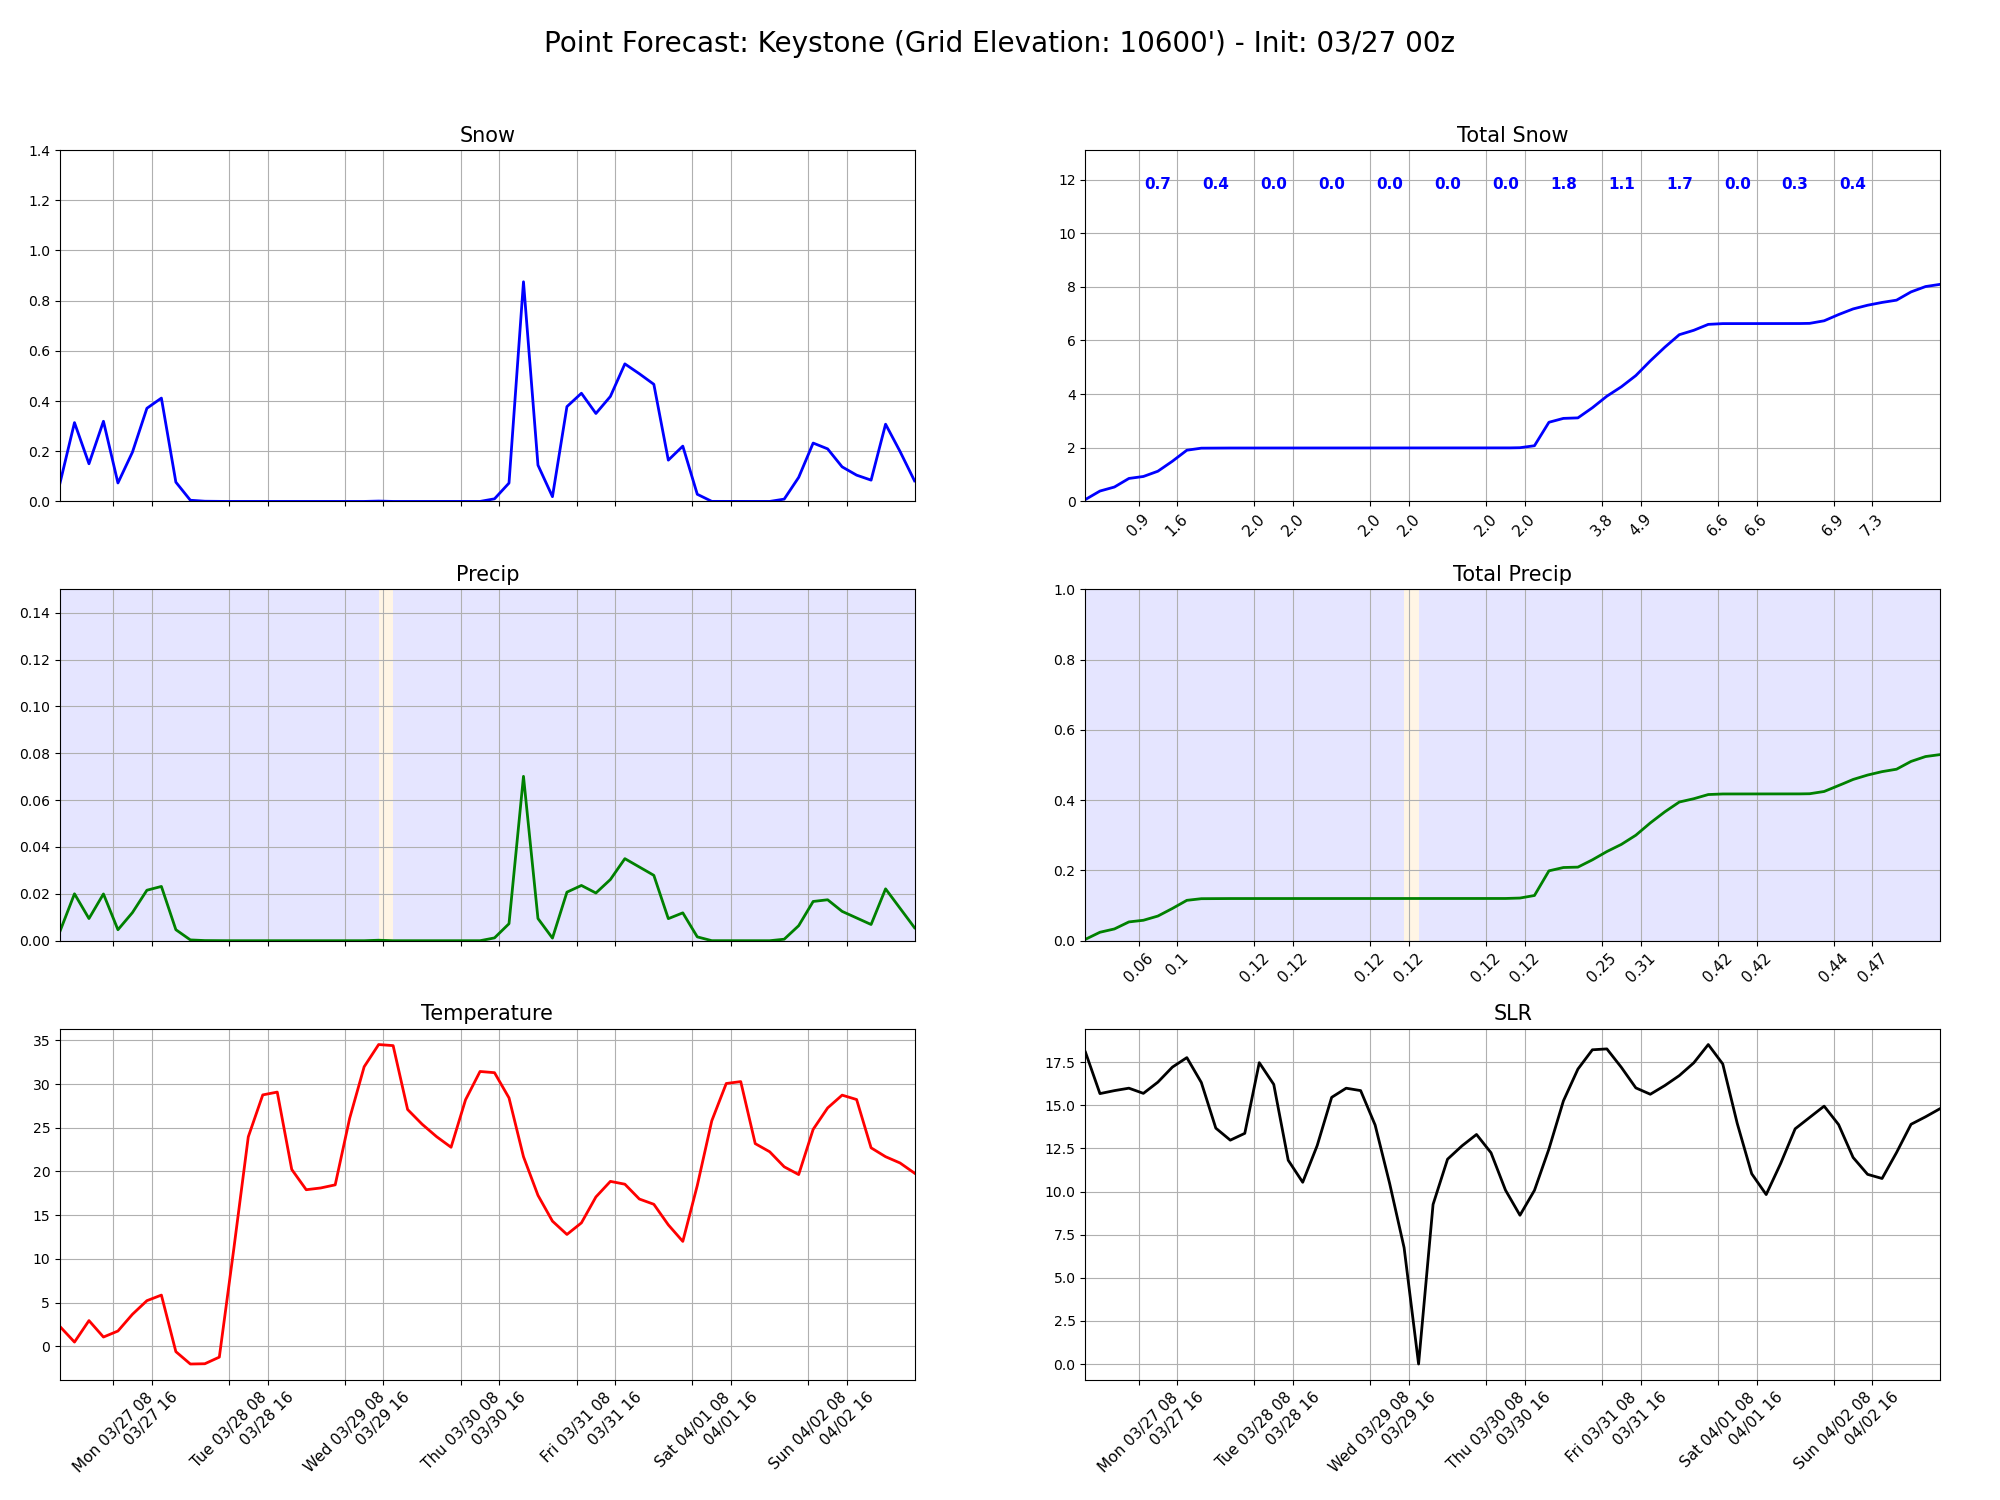 Point Forecast: Keystone (Grid Elevation: 10600') - Init: 03/27 00z
Snow
1.4
1.2
1.0
0.8
0.6
0.4
0.2
0.0
Total Snow
12
10
8
6
4
2
0
0.7 0.4 0.0 0.0 0.0 0.0 0.0 1.8 1.1 1.7 0.0 0.3 0.4
0.9 1.6 2.0 2.0 2.0 2.0 2.0 2.0 3.8 4.9 6.6 6.6 6.9 7.3
Precip
0.14
0.12
0.10
0.08
0.06
0.04
0.02
0.00
Total Precip
1.0
0.8
0.6
0.4
0.2
0.0
0.06 0.1 0.12 0.12 0.12 0.12 0.12 0.12 0.25 0.31 0.42 0.42 0.44 0.47
Temperature
35
30
25
20
15
10
5
0
Mon 03/27 08
03/27 16
Tue 03/28 08
03/28 16
Wed 03/29 08
03/29 16
Thu 03/30 08
03/30 16
Fri 03/31 08
03/31 16
Sat 04/01 08
04/01 16
Sun 04/02 08
04/02 16
SLR
17.5
15.0
12.5
10.0
7.5
5.0
2.5
0.0
Mon 03/27 08
03/27 16
Tue 03/28 08
03/28 16
Wed 03/29 08
03/29 16
Thu 03/30 08
03/30 16
Fri 03/31 08
03/31 16
Sat 04/01 08
04/01 16
Sun 04/02 08
04/02 16